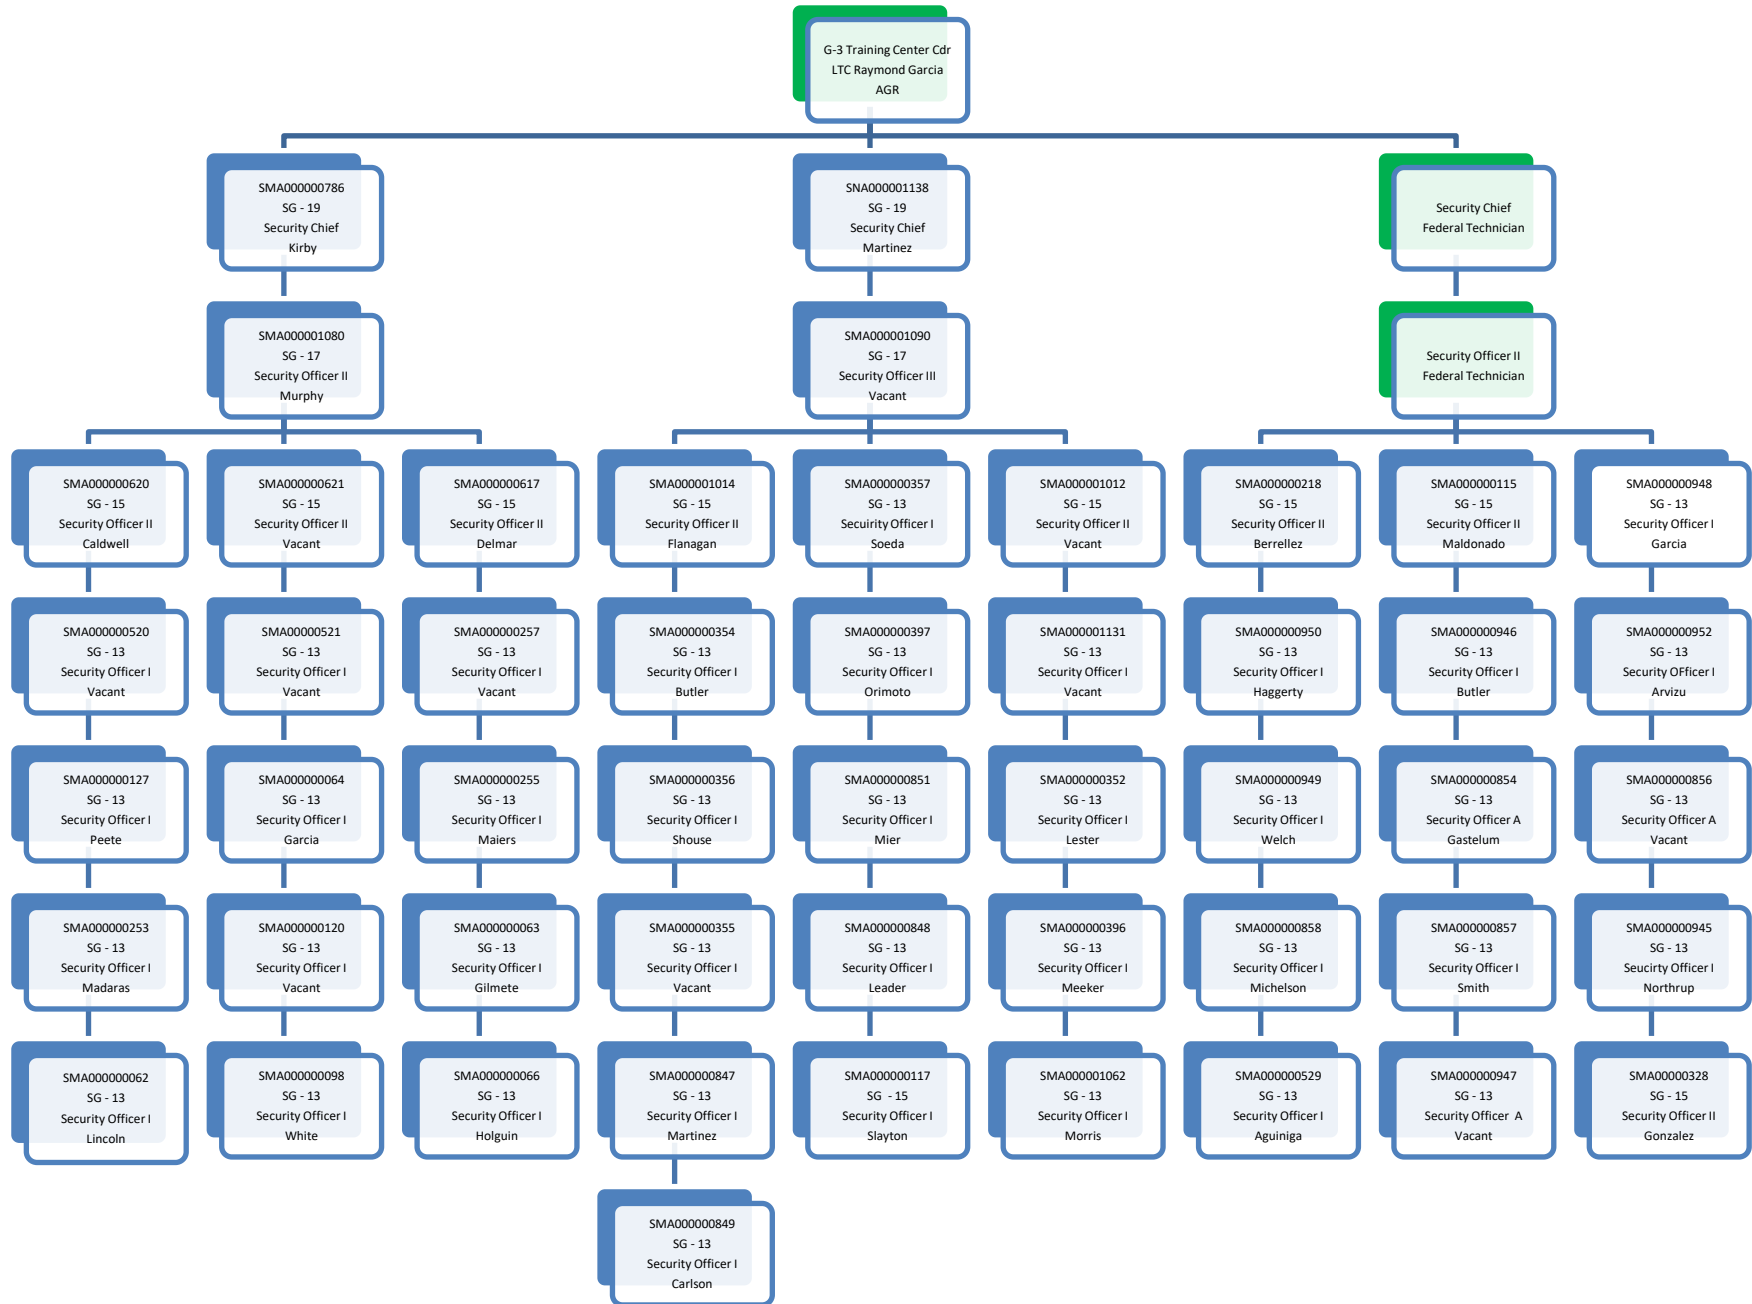 G-3 Training Center Cdr
LTC Raymond Garcia
AGR
SMA000000786
SG - 19
Security Chief
Kirby
SNA000001138
SG - 19
Security Chief
Martinez
Security Chief
Federal Technician
SMA000001080
SG - 17
Security Officer II
Murphy
SMA000001090
SG - 17
Security Officer III
Vacant
Security Officer II
Federal Technician
SMA000000620
SG - 15
Security Officer II
Caldwell
SMA000000621
SG - 15
Security Officer II
Vacant
SMA000000617
SG - 15
Security Officer II
Delmar
SMA000001014
SG - 15
Security Officer II
Flanagan
SMA000000357
SG - 13
Secuirity Officer I
Soeda
SMA000001012
SG - 15
Security Officer II
Vacant
SMA000000218
SG - 15
Security Officer II
Berrellez
SMA000000115
SG - 15
Security Officer II
Maldonado
SMA000000948
SG - 13
Security Officer I
Garcia
SMA000000520
SG - 13
Security Officer I
Vacant
SMA00000521
SG - 13
Security Officer I
Vacant
SMA000000257
SG - 13
Security Officer I
Vacant
SMA000000354
SG - 13
Security Officer I
Butler
SMA000000397
SG - 13
Security Officer I
Orimoto
SMA000001131
SG - 13
Security Officer I
Vacant
SMA000000950
SG - 13
Security Officer I
Haggerty
SMA000000946
SG - 13
Security Officer I
Butler
SMA000000952
SG - 13
Security OFficer I
Arvizu
SMA000000127
SG - 13
Security Officer I
Peete
SMA000000064
SG - 13
Security Officer I
Garcia
SMA000000255
SG - 13
Security Officer I
Maiers
SMA000000356
SG - 13
Security Officer I
Shouse
SMA000000851
SG - 13
Security Officer I
Mier
SMA000000352
SG - 13
Security Officer I
Lester
SMA000000949
SG - 13
Security Officer I
Welch
SMA000000854
SG - 13
Security Officer A
Gastelum
SMA000000856
SG - 13
Security Officer A
Vacant
SMA000000253
SG - 13
Security Officer I
Madaras
SMA000000120
SG - 13
Security Officer I
Vacant
SMA000000063
SG - 13
Security Officer I
Gilmete
SMA000000355
SG - 13
Security Officer I
Vacant
SMA000000848
SG - 13
Security Officer I
Leader
SMA000000396
SG - 13
Security Officer I
Meeker
SMA000000858
SG - 13
Security Officer I
Michelson
SMA000000857
SG - 13
Security Officer I
Smith
SMA000000945
SG - 13
Seucirty Officer I
Northrup
SMA000000062
SG - 13
Security Officer I
Lincoln
SMA000000098
SG - 13
Security Officer I
White
SMA000000066
SG - 13
Security Officer I
Holguin
SMA000000847
SG - 13
Security Officer I
Martinez
SMA000000117
SG - 15
Security Officer I
Slayton
SMA000001062
SG - 13
Security Officer I
Morris
SMA000000529
SG - 13
Security Officer I
Aguiniga
SMA000000947
SG - 13
Security Officer A
Vacant
SMA00000328
SG - 15
Security Officer II
Gonzalez
SMA000000849
SG - 13
Security Officer I
Carlson